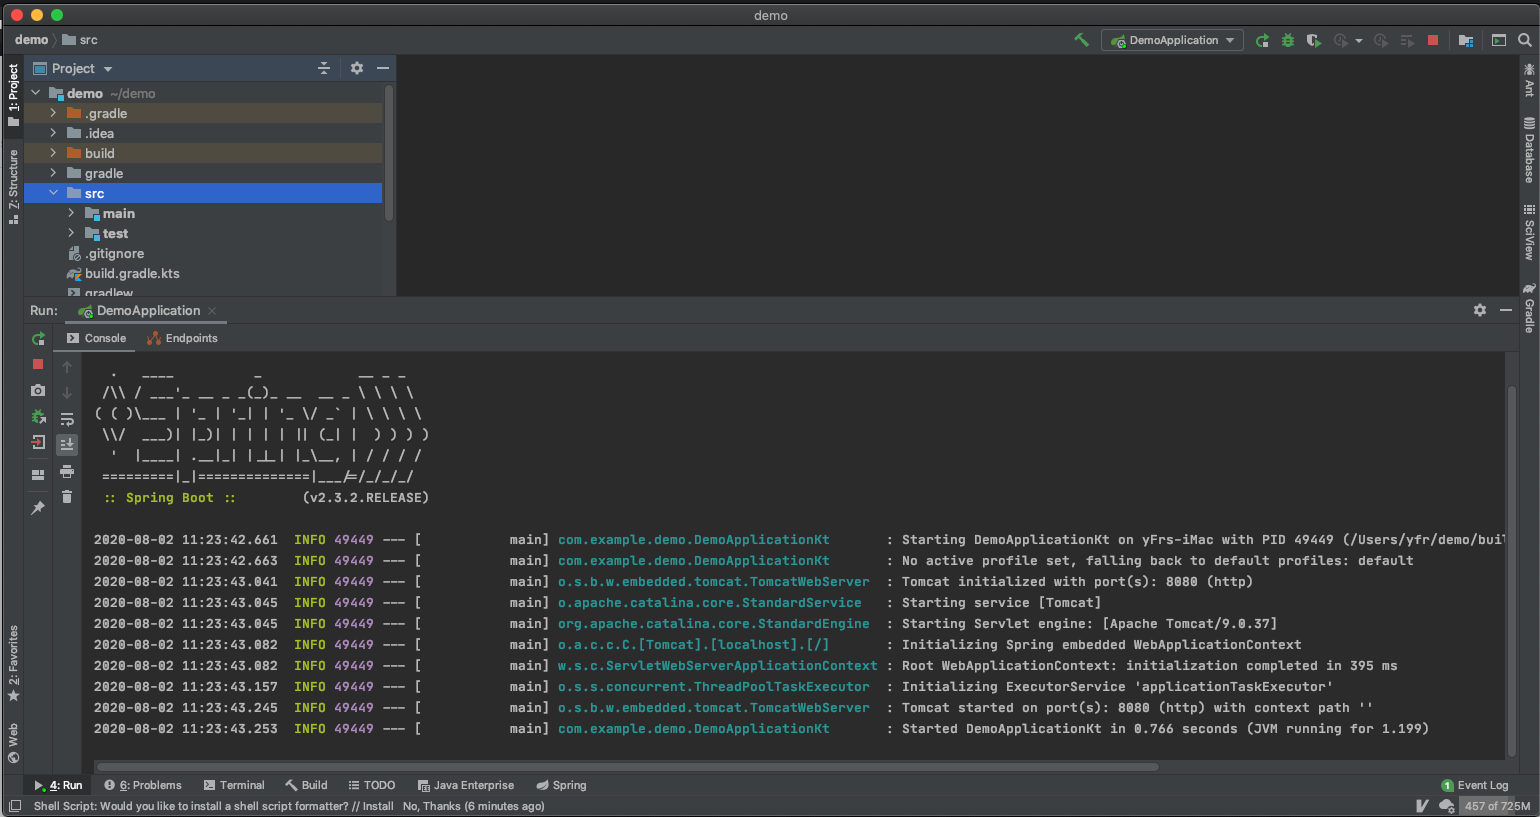 demo
demo
src
DemoApplication
1: Project
Project
demo ~/demo
.gradle
.idea
build
gradle
src
main
test
.gitignore
build.gradle.kts
gradlew
Z: Structure
2: Favorites
Web
Ant
Database
SciView
Gradle
Run:
DemoApplication
Console
Endpoints
  .   ____          _            __ _ _
 /\\ / ___'_ __ _ _(_)_ __  __ _ \ \ \ \
( ( )\___ | '_ | '_| | '_ \/ _` | \ \ \ \
 \\/  ___)| |_)| | | | | || (_| |  ) ) ) )
  '  |____| .__|_| |_|_| |_\__, | / / / /
 =========|_|==============|___/=/_/_/_/
:: Spring Boot ::        (v2.3.2.RELEASE)
2020-08-02 11:23:42.661  INFO 49449 --- [           main] com.example.demo.DemoApplicationKt       : Starting DemoApplicationKt on yFrs-iMac with PID 49449 (/Users/yfr/demo/buil
2020-08-02 11:23:42.663  INFO 49449 --- [           main] com.example.demo.DemoApplicationKt       : No active profile set, falling back to default profiles: default
2020-08-02 11:23:43.041  INFO 49449 --- [           main] o.s.b.w.embedded.tomcat.TomcatWebServer  : Tomcat initialized with port(s): 8080 (http)
2020-08-02 11:23:43.045  INFO 49449 --- [           main] o.apache.catalina.core.StandardService   : Starting service [Tomcat]
2020-08-02 11:23:43.045  INFO 49449 --- [           main] org.apache.catalina.core.StandardEngine  : Starting Servlet engine: [Apache Tomcat/9.0.37]
2020-08-02 11:23:43.082  INFO 49449 --- [           main] o.a.c.c.C.[Tomcat].[localhost].[/]       : Initializing Spring embedded WebApplicationContext
2020-08-02 11:23:43.082  INFO 49449 --- [           main] w.s.c.ServletWebServerApplicationContext : Root WebApplicationContext: initialization completed in 395 ms
2020-08-02 11:23:43.157  INFO 49449 --- [           main] o.s.s.concurrent.ThreadPoolTaskExecutor  : Initializing ExecutorService 'applicationTaskExecutor'
2020-08-02 11:23:43.245  INFO 49449 --- [           main] o.s.b.w.embedded.tomcat.TomcatWebServer  : Tomcat started on port(s): 8080 (http) with context path ''
2020-08-02 11:23:43.253  INFO 49449 --- [           main] com.example.demo.DemoApplicationKt       : Started DemoApplicationKt in 0.766 seconds (JVM running for 1.199)
4: Run
6: Problems
Terminal
Build
TODO
Java Enterprise
Spring
1 Event Log
Shell Script: Would you like to install a shell script formatter? // Install   No, Thanks (6 minutes ago)
457 of 725M